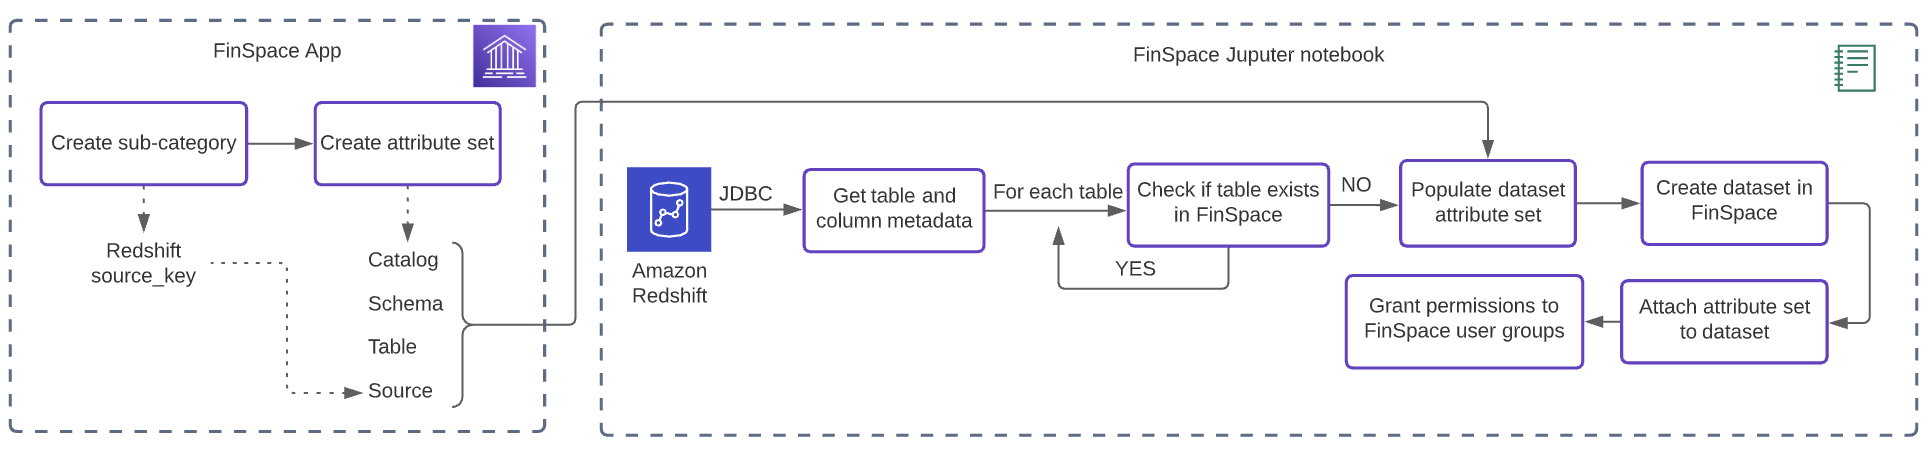 FinSpace App
Create sub-category
Create attribute set
Redshift
source_key
Catalog
Schema
Table
Source
FinSpace Juputer notebook
Amazon
Redshift
JDBC
Get table and
column metadata
For each table
Check if table exists
in FinSpace
YES
NO
Populate dataset
attribute set
Create dataset in
FinSpace
Attach attribute set
to dataset
Grant permissions to
FinSpace user groups